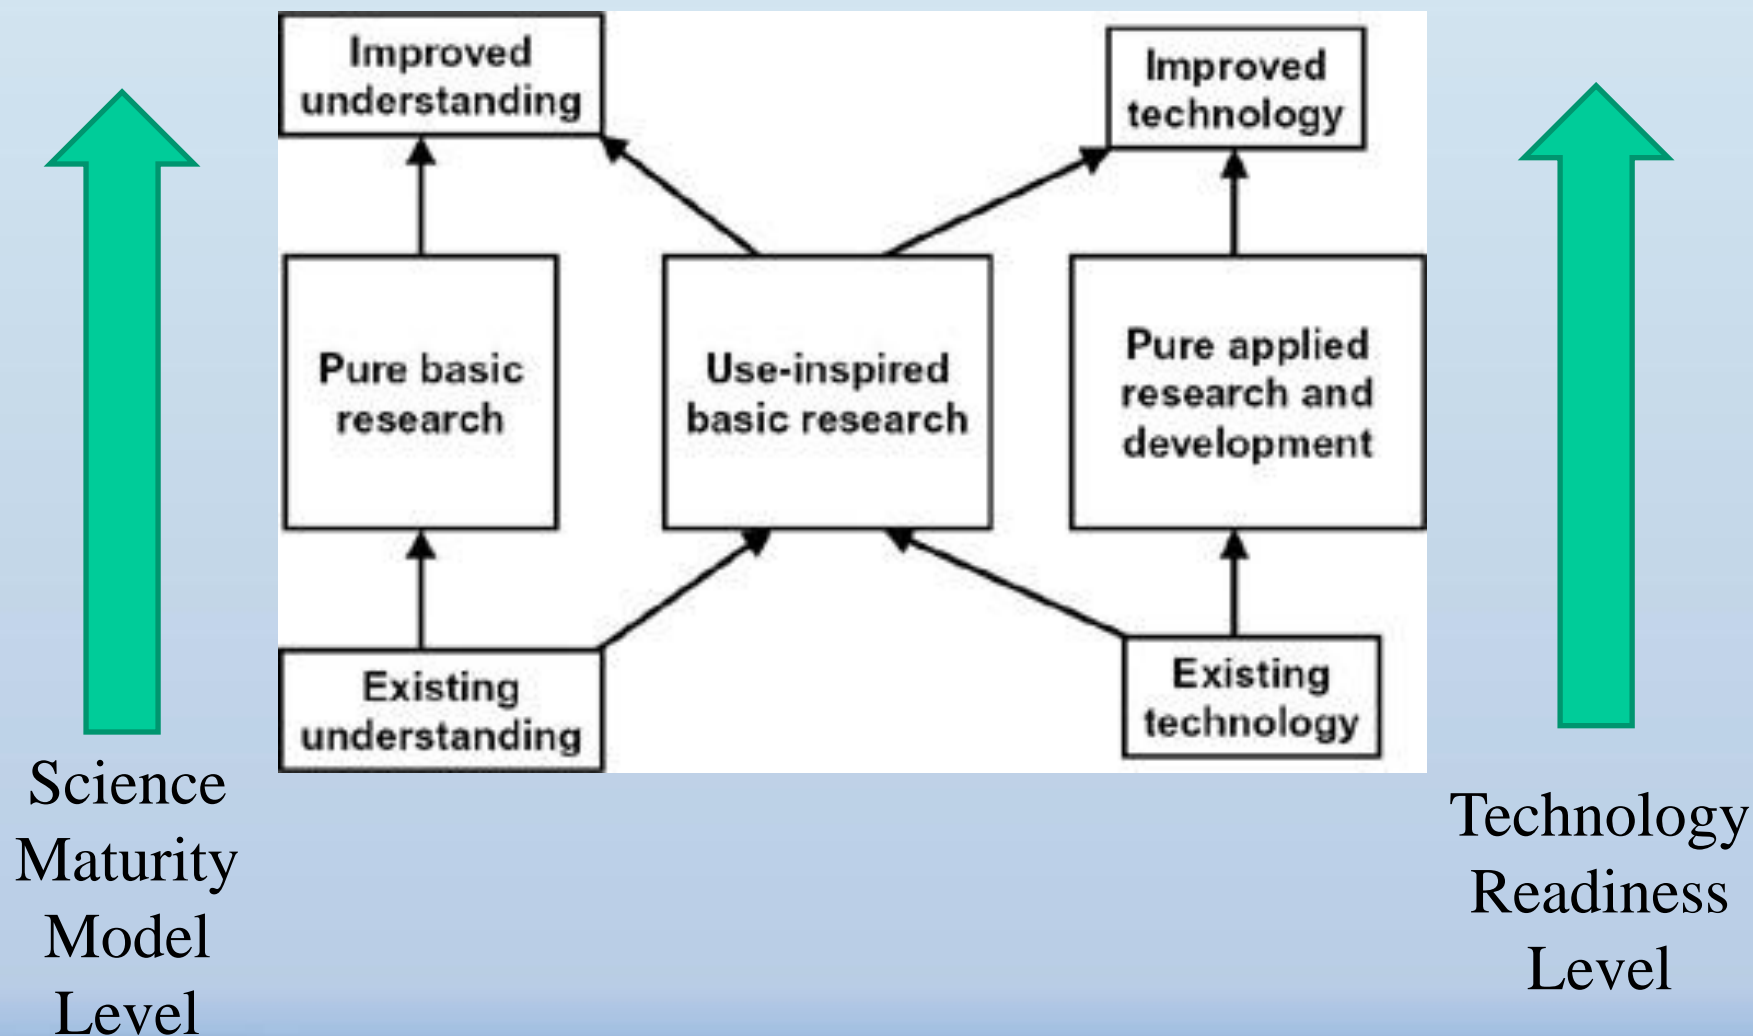 Improved
understanding
Improved
technology
Pure basic
research
Use-inspired
basic research
Pure applied
research and
development
Existing
understanding
Existing
technology
Science
Maturity
Model
Level
Technology
Readiness
Level